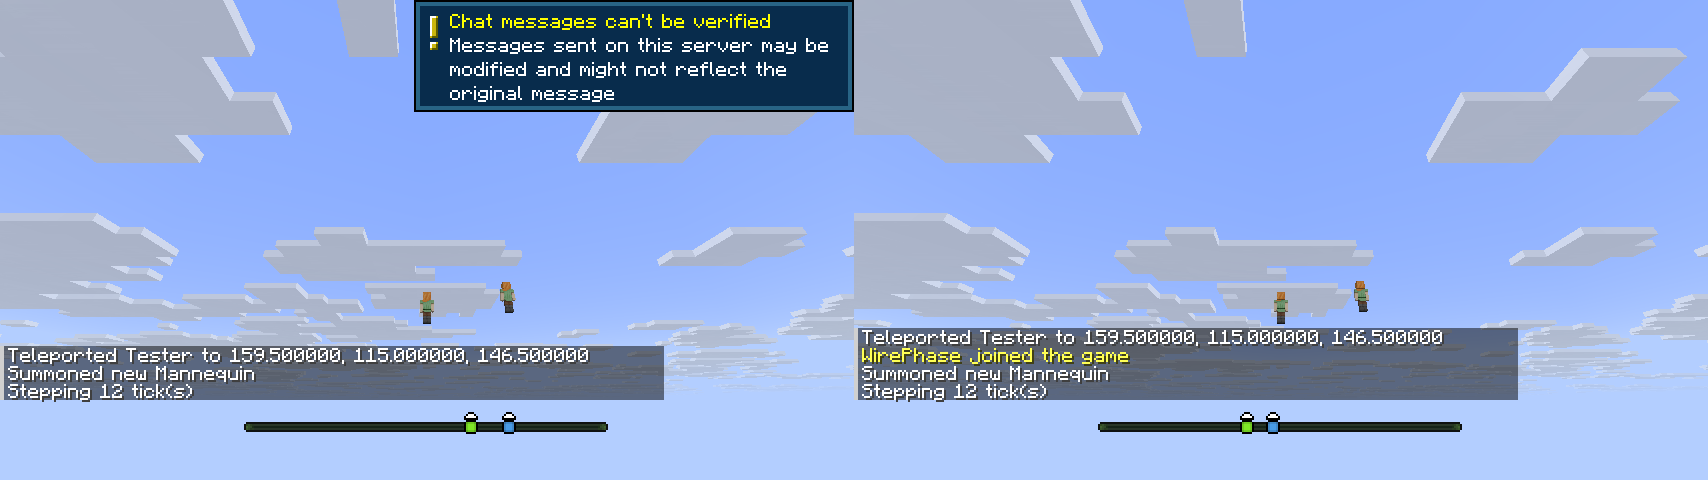 Chat messages can't be verified
Messages sent on this server may be
modified and might not reflect the
original message
Teleported Tester to 159.500000, 115.000000, 146.500000
Summoned new Mannequin
Stepping 12 tick(s)
Teleported Tester to 159.500000, 115.000000, 146.500000
WirePhase joined the game
Summoned new Mannequin
Stepping 12 tick(s)